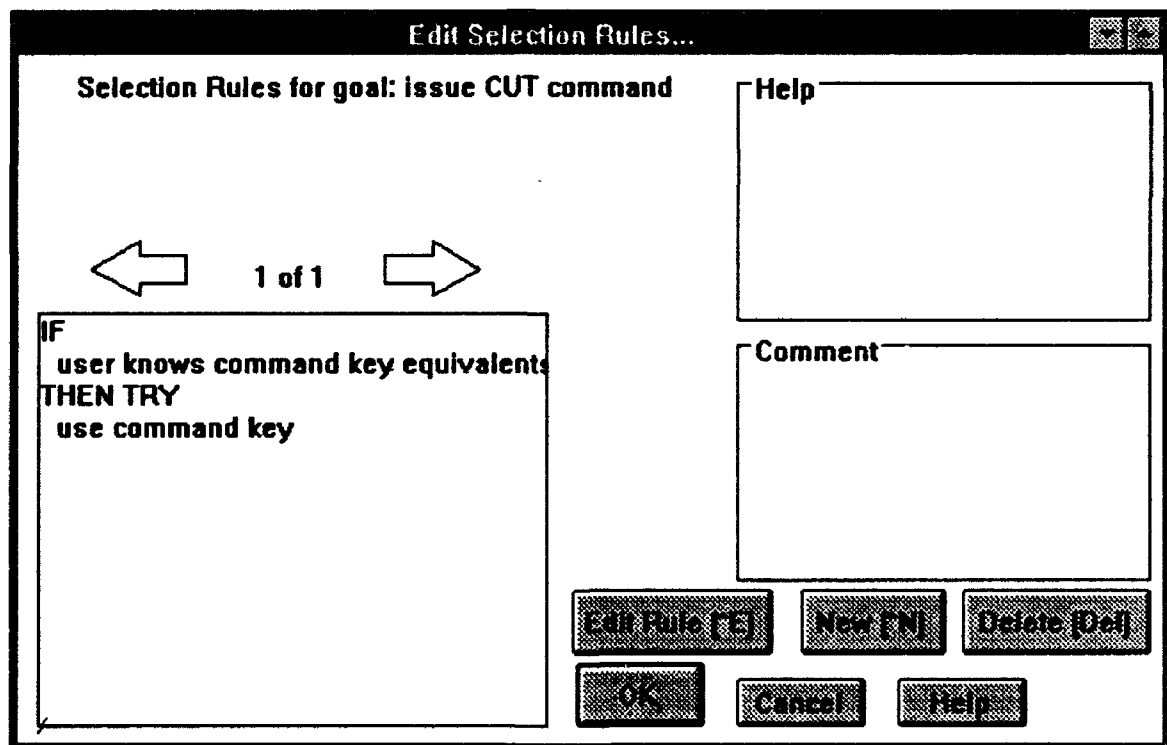 Edit Selection Rules...
Selection Rules for goal: issue CUT command
1 of 1
IF
user knows command key equivalents
THEN TRY
use command key
Help
Comment
Edit Rule [^E] New [^N] Delete [Del]
OK Cancel Help